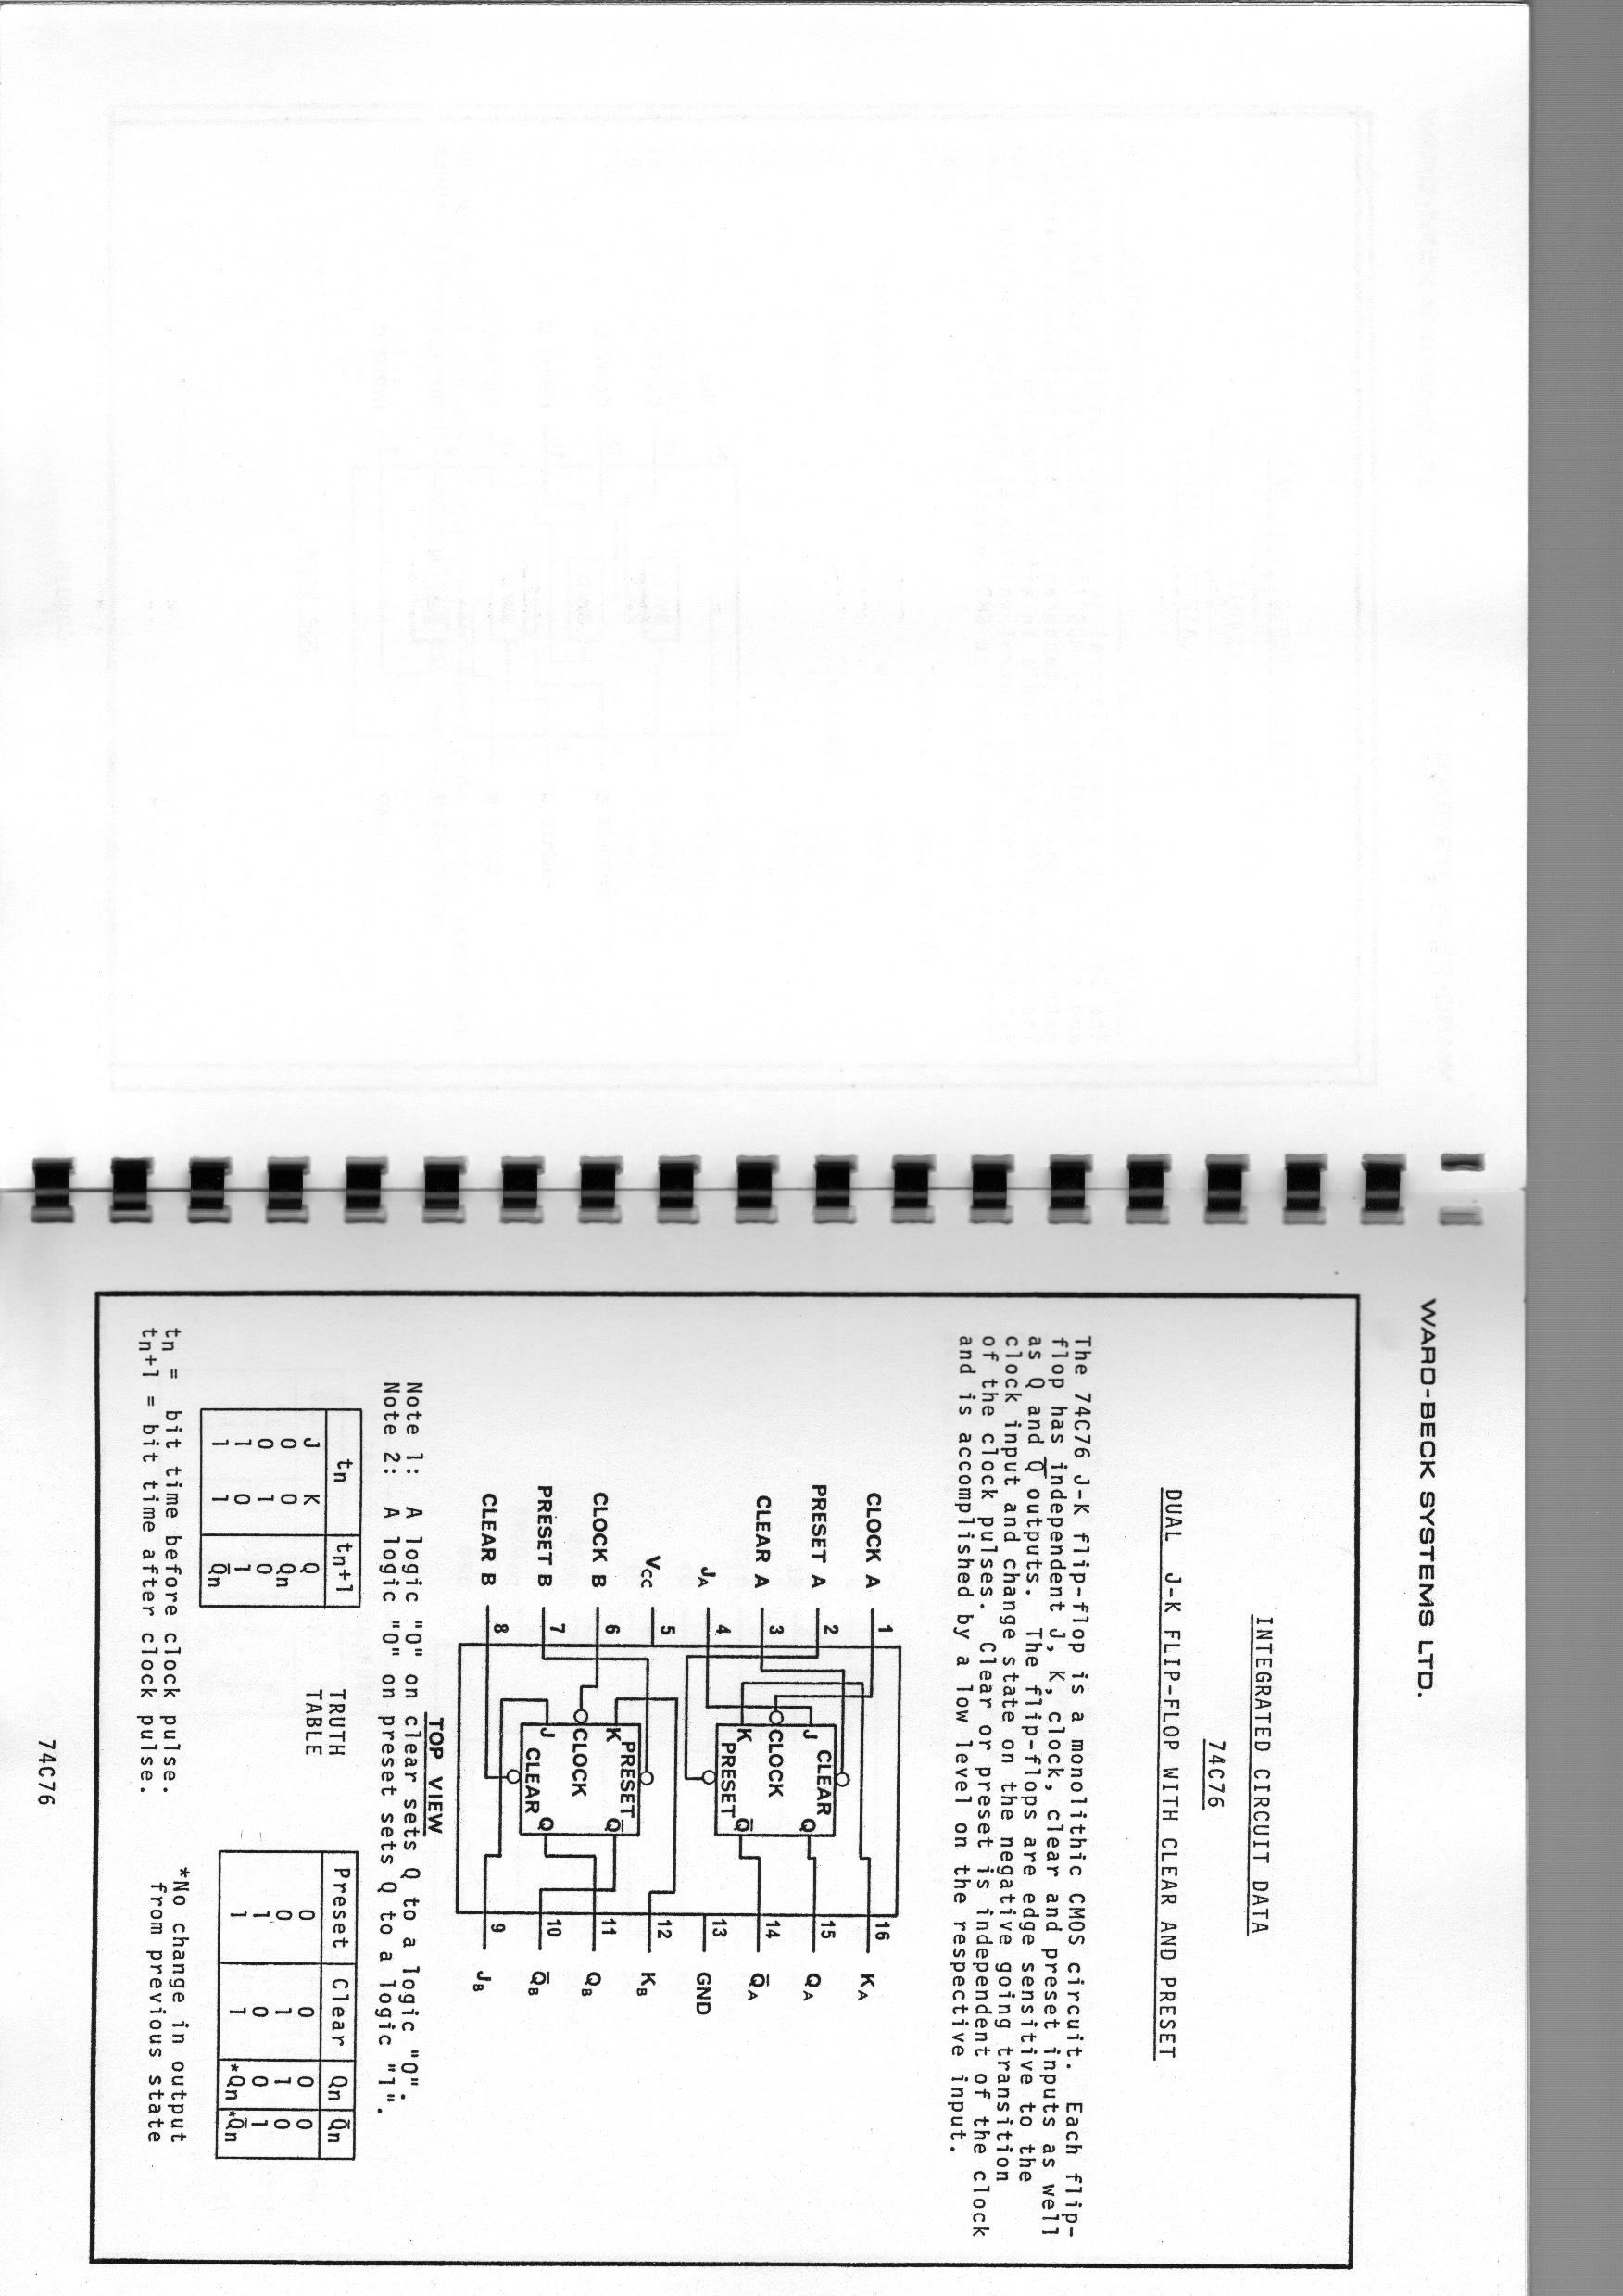 WARD-BECK SYSTEMS LTD.
INTEGRATED CIRCUIT DATA
74C76
DUAL J-K FLIP-FLOP WITH CLEAR AND PRESET
The 74C76 J-K flip-flop is a monolithic CMOS circuit. Each flip-
flop has independent J, K, clock, clear and preset inputs as well
as Q and Q̅ outputs. The flip-flops are edge sensitive to the
clock input and change state on the negative going transition
of the clock pulses. Clear or preset is independent of the clock
and is accomplished by a low level on the respective input.
CLOCK A 1 16 KA
PRESET A 2 J CLEAR Q 15 QA
CLEAR A 3 CLOCK 14 Q̅A
JA 4 K PRESET Q̅ 13 GND
VCC 5 12 KB
CLOCK B 6 K PRESET Q̅ 11 QB
PRESET B 7 CLOCK 10 Q̅B
CLEAR B 8 J CLEAR Q 9 JB
TOP VIEW
Note 1: A logic "0" on clear sets Q to a logic "0".
Note 2: A logic "0" on preset sets Q to a logic "1".
tn tn+1
J K Q
0 0 Qn
0 1 0
1 0 1
1 1 Q̅n
TRUTH
TABLE
Preset Clear Qn Q̅n
0 0 0 0
0 1 1 0
1 0 0 1
1 1 *Qn *Q̅n
tn = bit time before clock pulse.
tn+1 = bit time after clock pulse.
*No change in output
from previous state
74C76